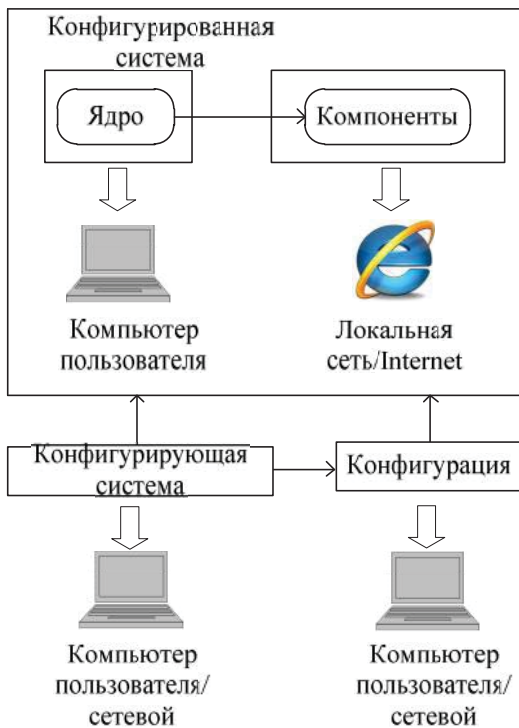 Конфигурированная
система
Ядро
Компоненты
Компьютер
пользователя
Локальная
сеть/Internet
Конфигурирующая
система
Конфигурация
Компьютер
пользователя/
сетевой
Компьютер
пользователя/
сетевой